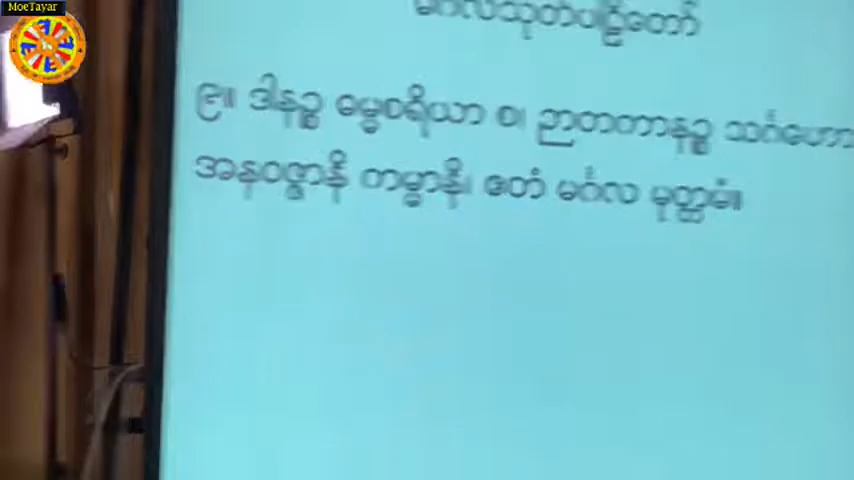 MoeTayar
မင်္ဂလသုတ်ပါဠိတော်
၉။ ဒါနဉ္စ ဓမ္မစရိယာ စ၊ ဉာတကာနဉ္စ သင်္ဂဟော
အနဝဇ္ဇာနိ ကမ္မာနိ၊ ဧတံ မင်္ဂလ မုတ္တမံ။